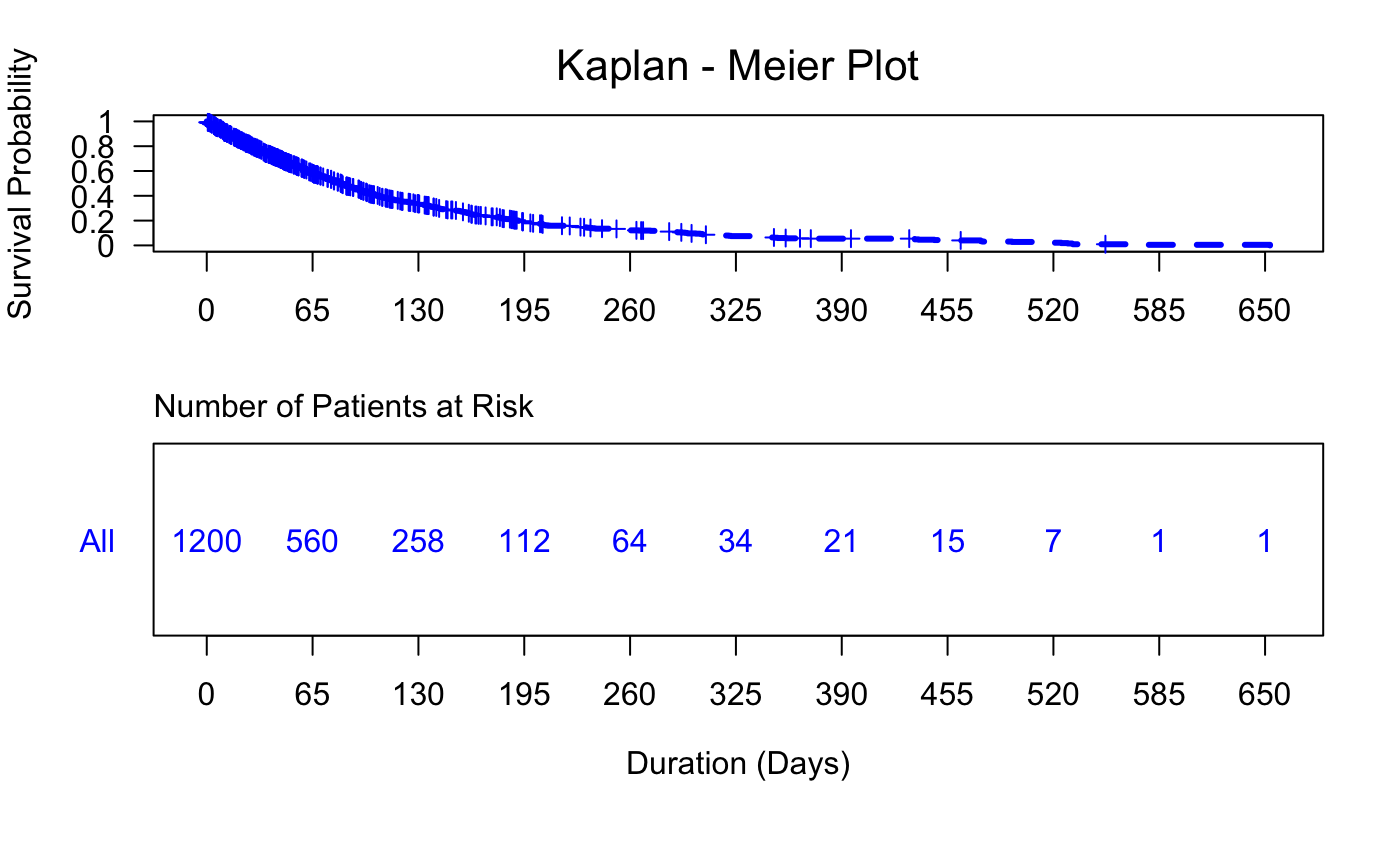 Kaplan - Meier Plot
Survival Probability
1
0.8
0.6
0.4
0.2
0
0 65 130 195 260 325 390 455 520 585 650
Number of Patients at Risk
All 1200 560 258 112 64 34 21 15 7 1 1
0 65 130 195 260 325 390 455 520 585 650
Duration (Days)